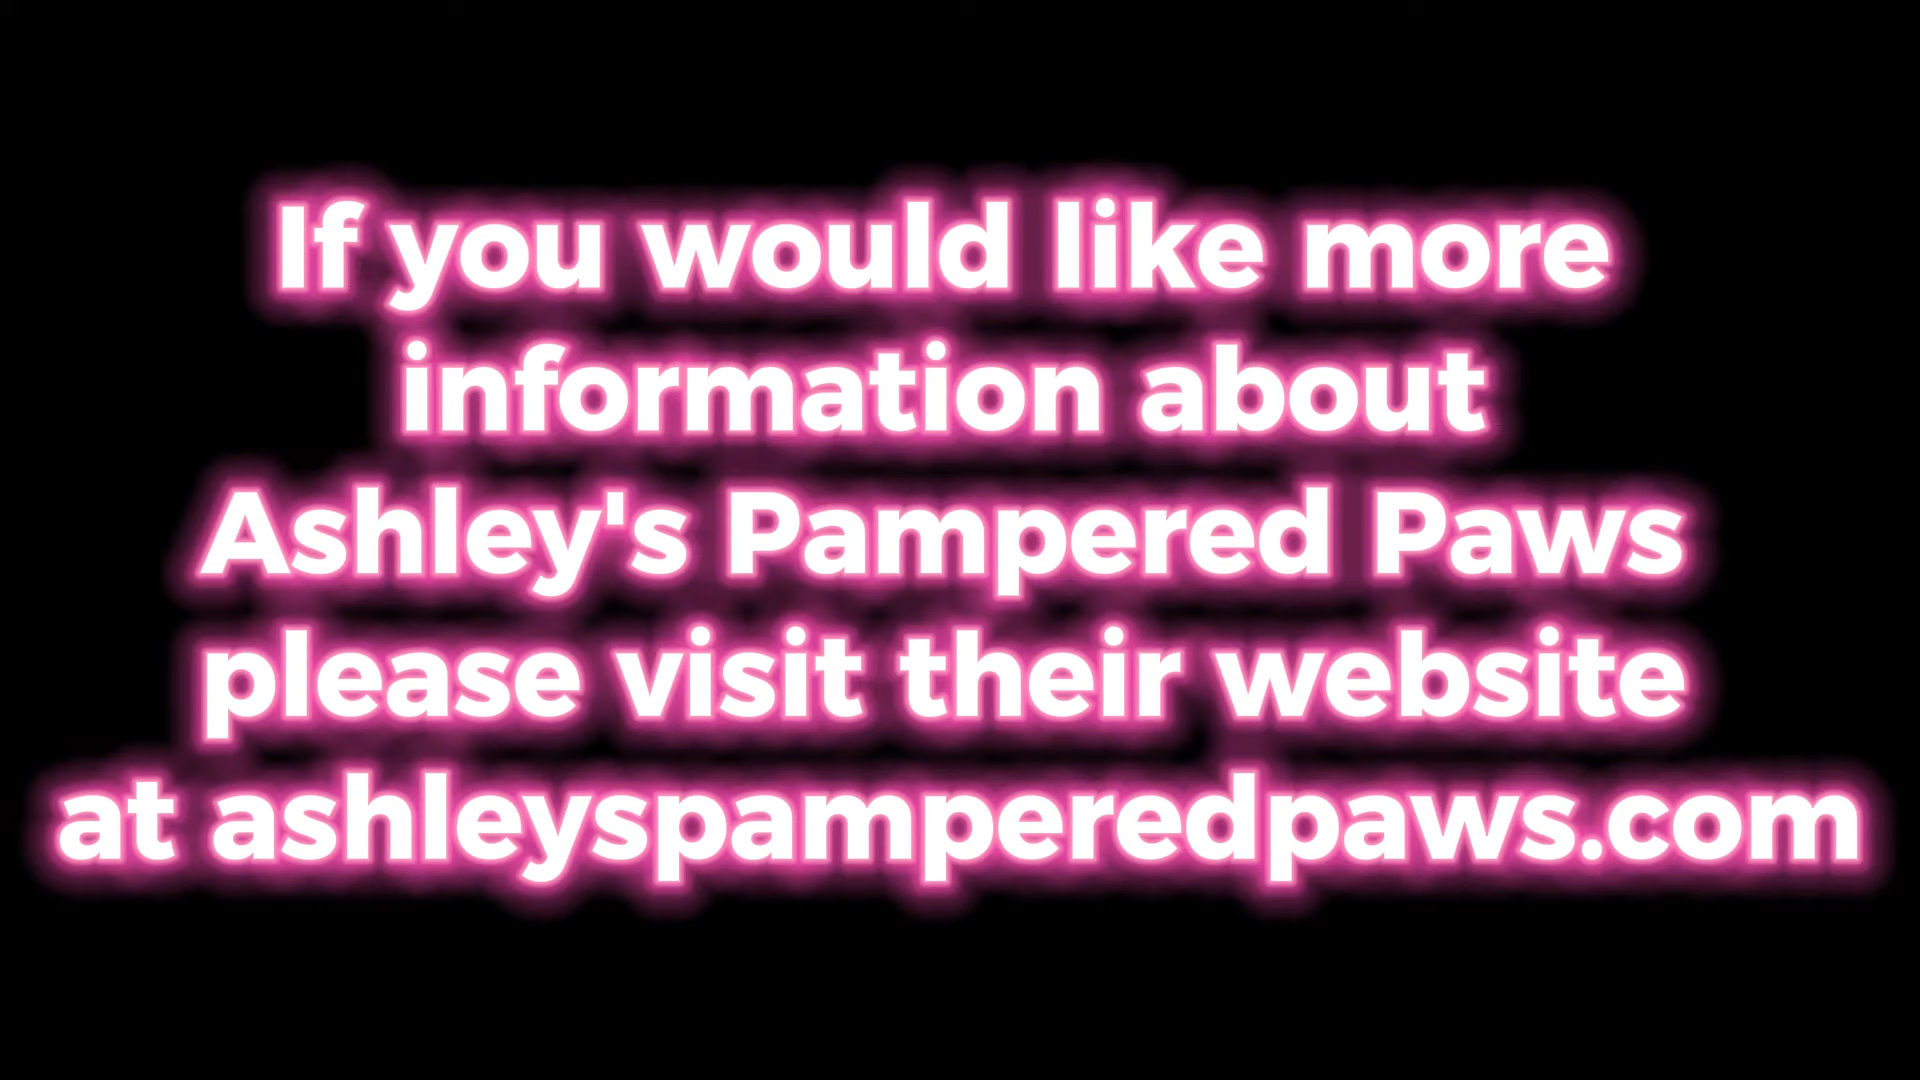 If you would like more
information about
Ashley's Pampered Paws
please visit their website
at ashleyspamperedpaws.com